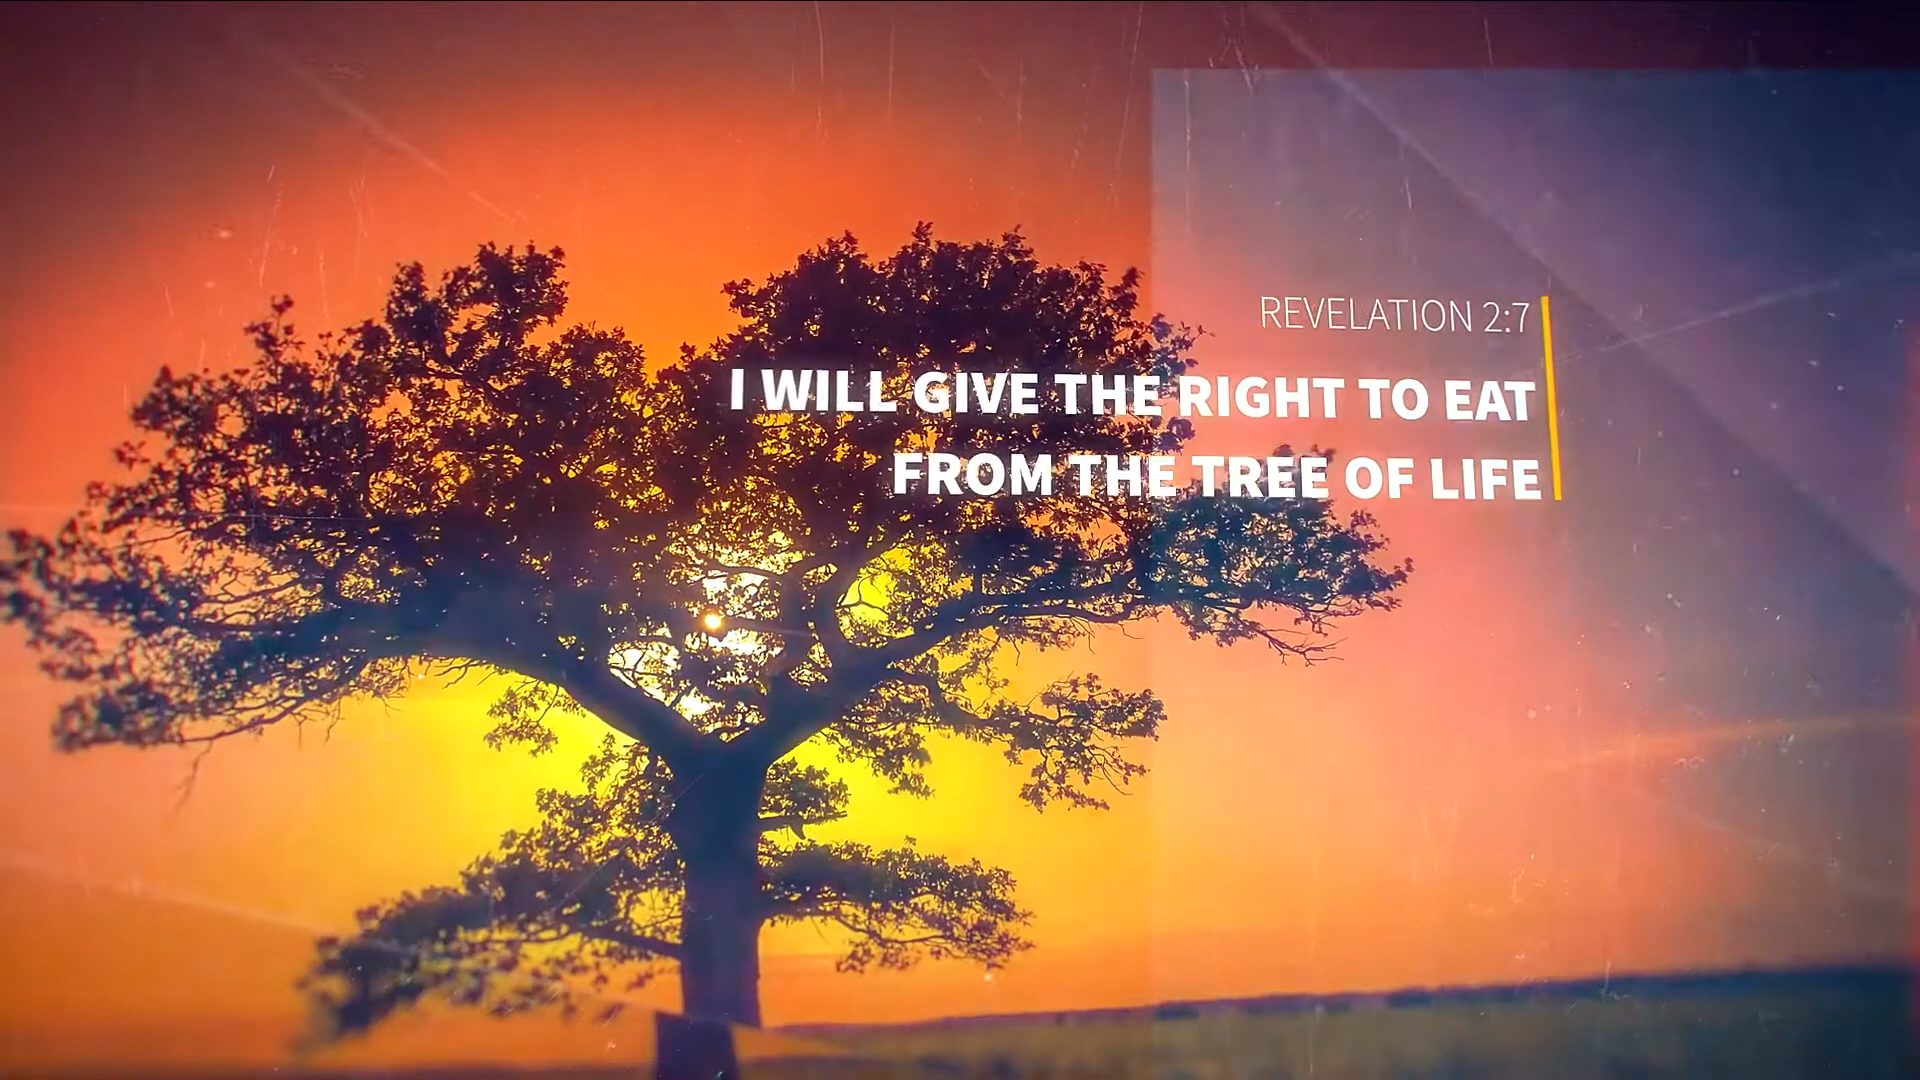 REVELATION 2:7
I WILL GIVE THE RIGHT TO EAT
FROM THE TREE OF LIFE